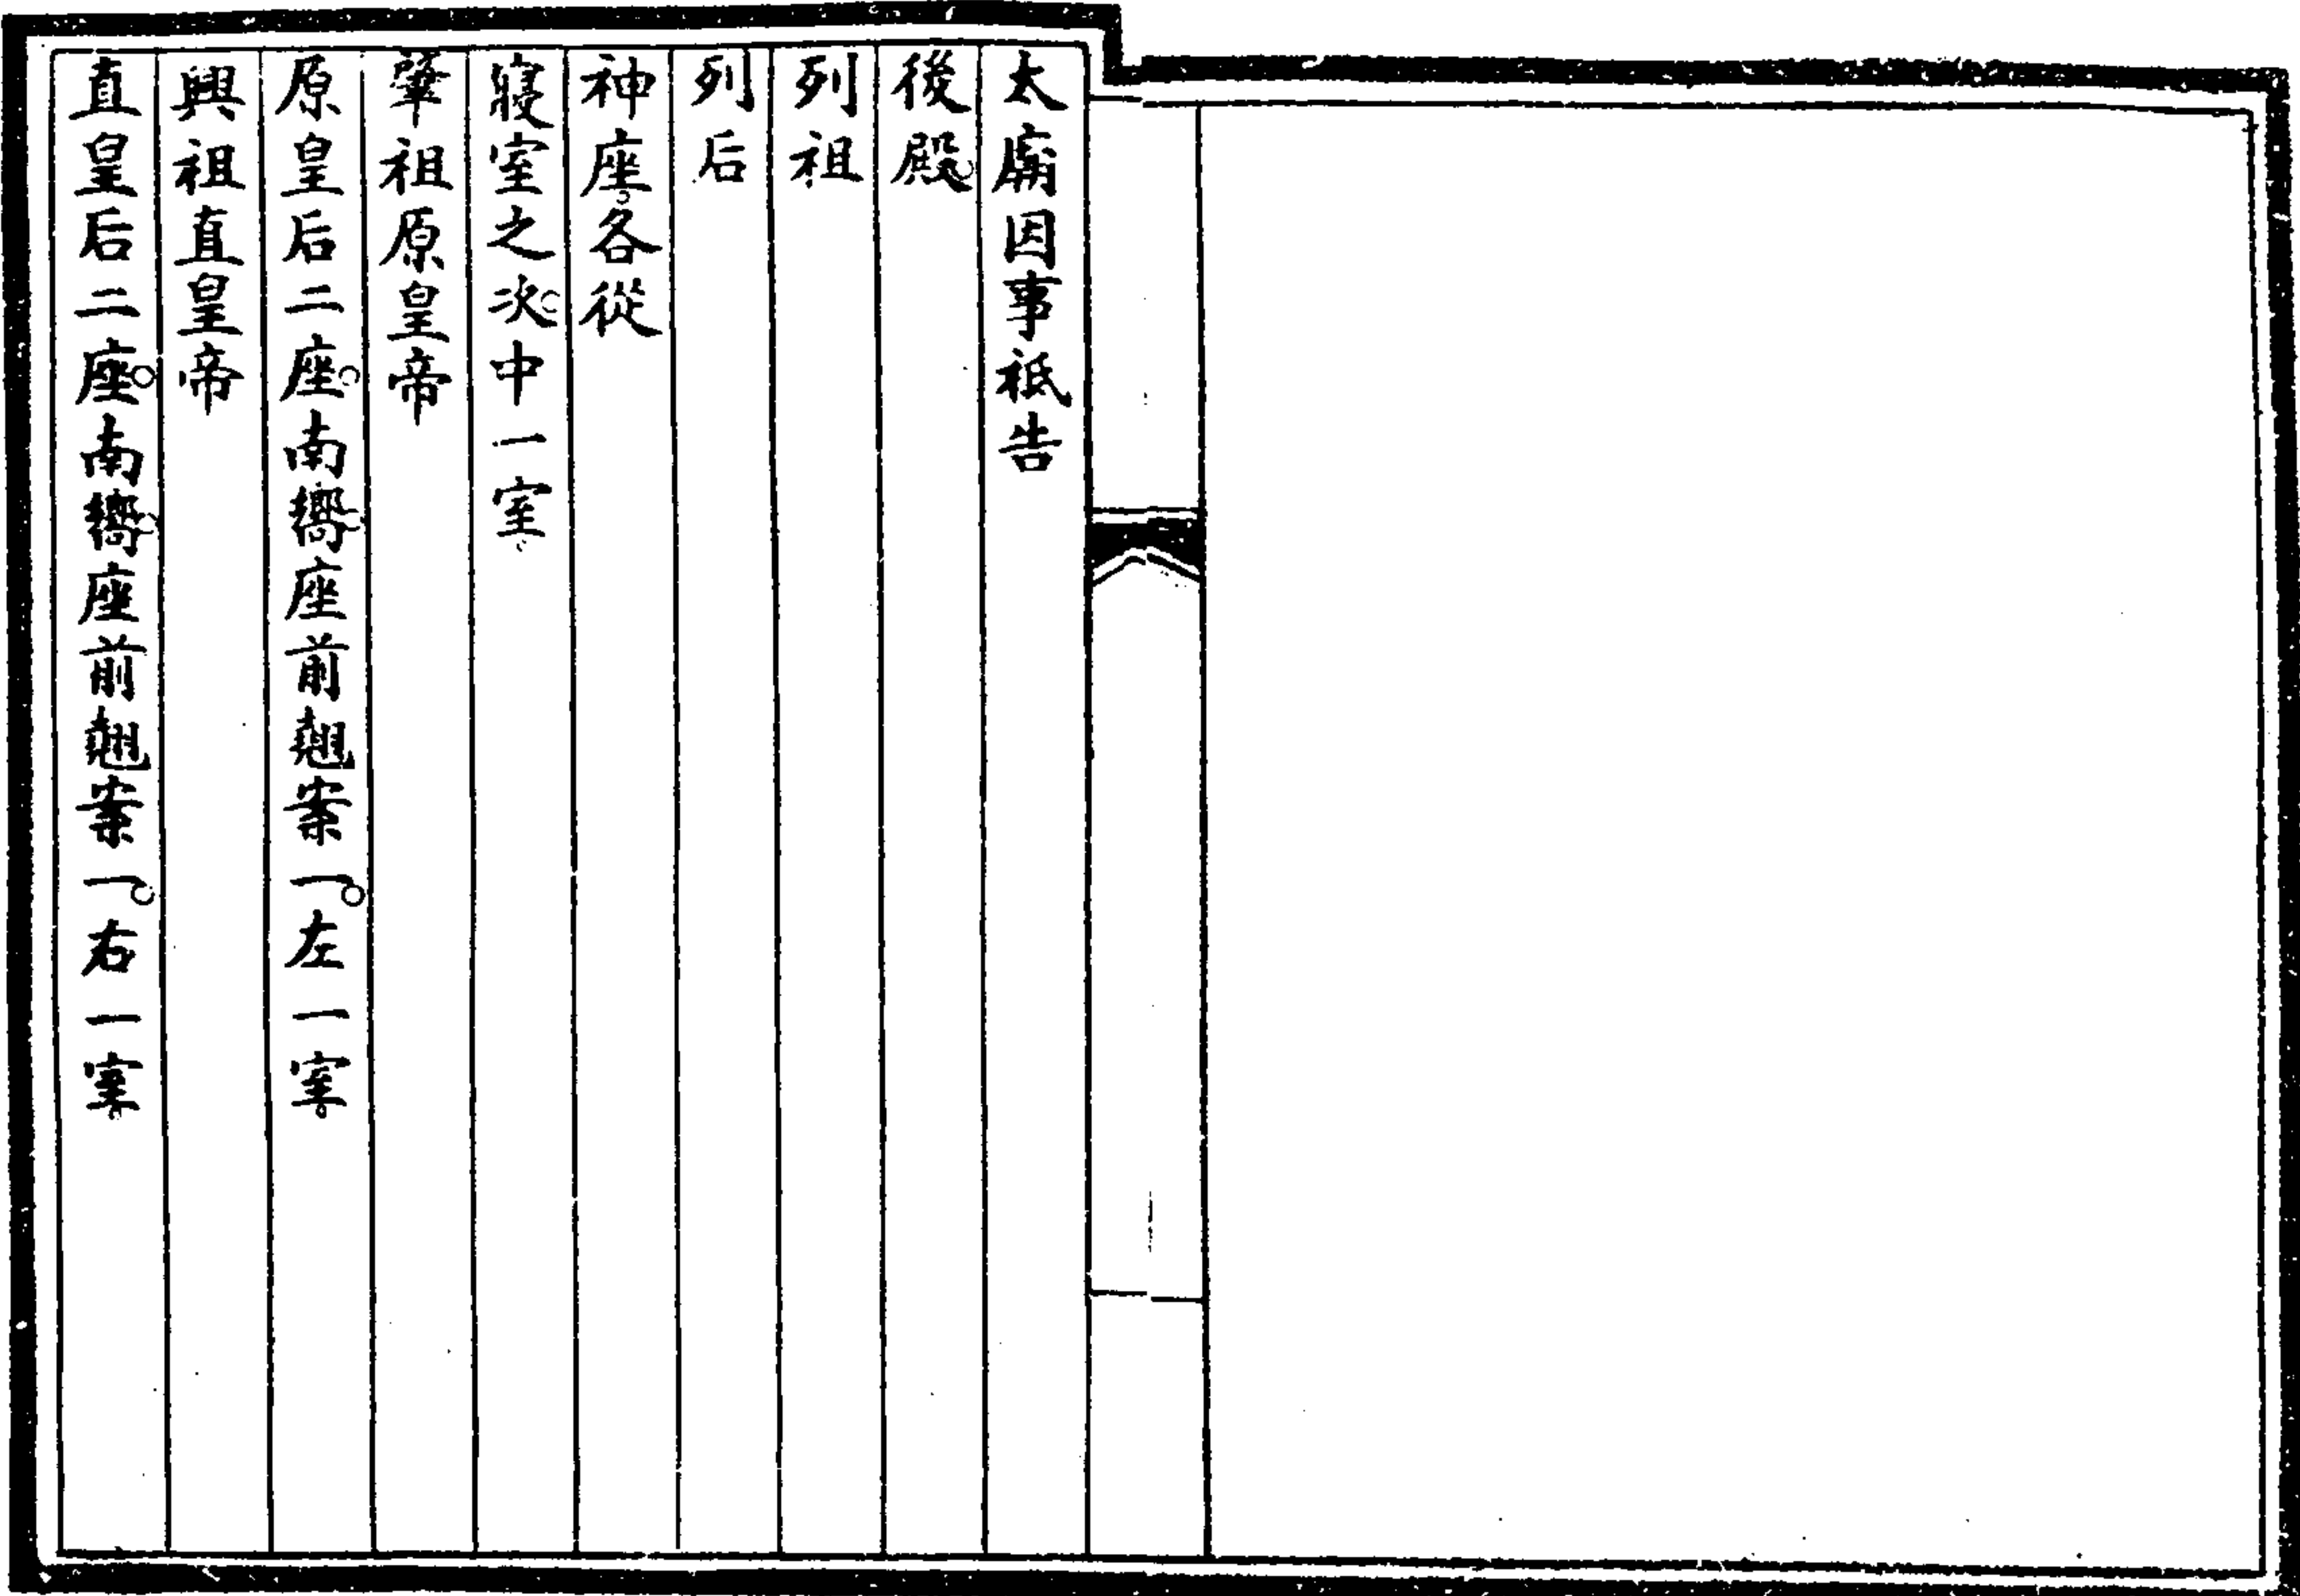 太廟因事祗告
後殿。
列祖
列后
神座。各從
寢室之次。中一室。
肇祖原皇帝
原皇后二座。南嚮。座前翹案一。左一室。
興祖直皇帝
直皇后二座。南嚮。座前翹案一。右一室。